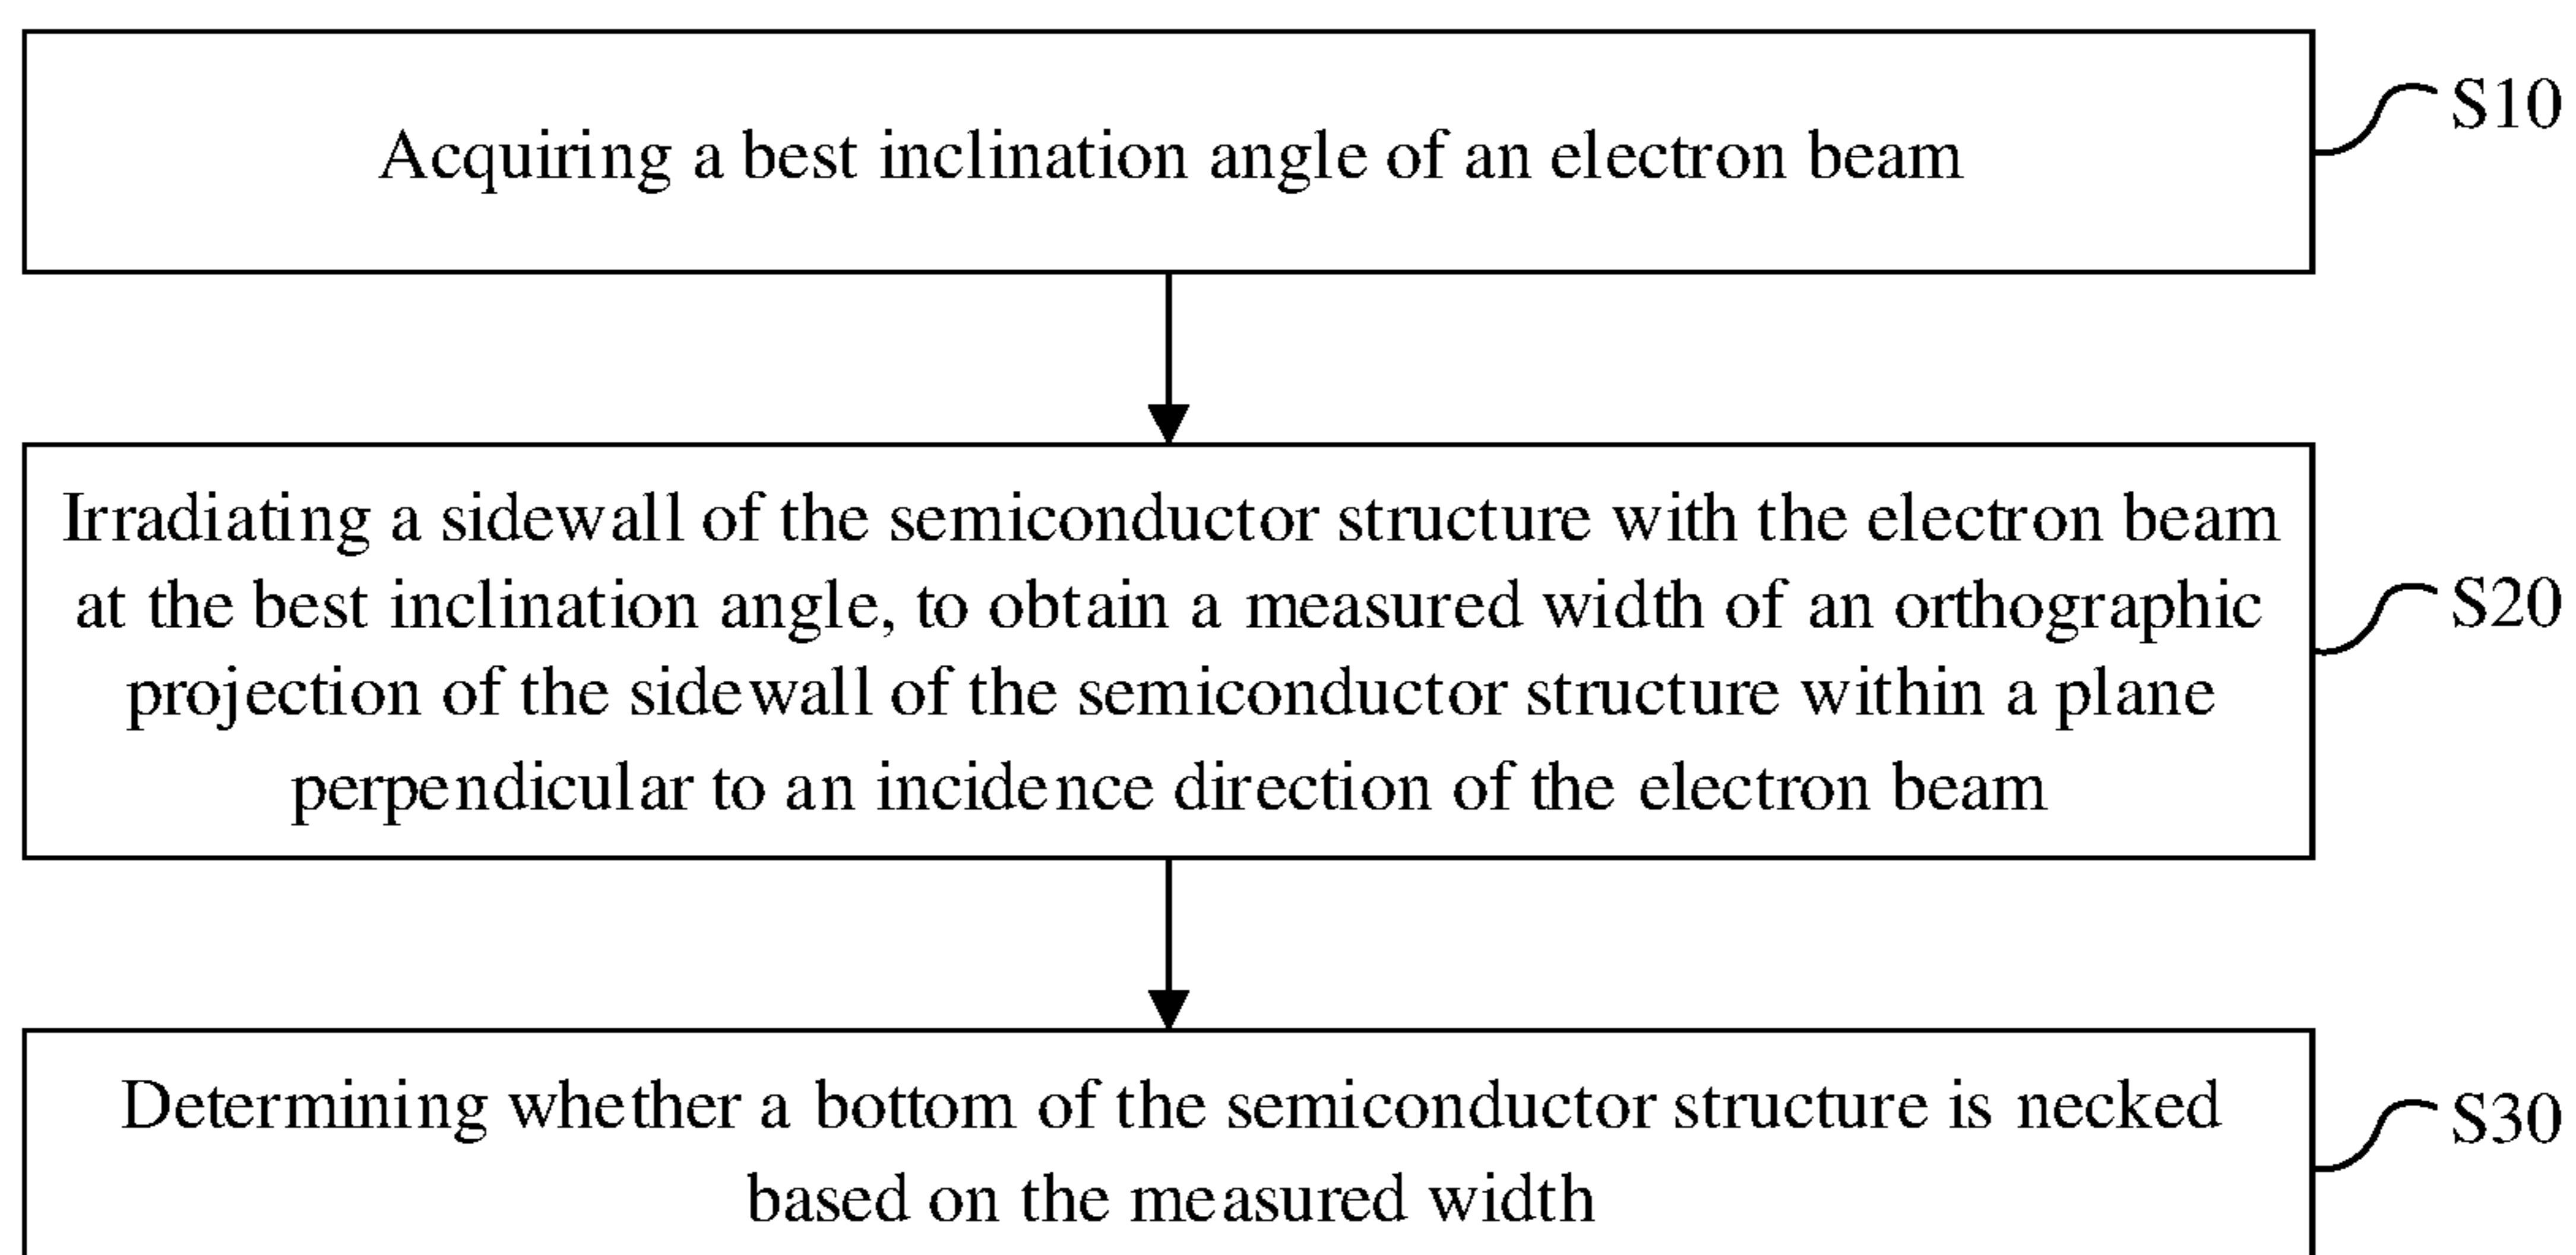 Acquiring a best inclination angle of an electron beam
S10
Irradiating a sidewall of the semiconductor structure with the electron beam
at the best inclination angle, to obtain a measured width of an orthographic
projection of the sidewall of the semiconductor structure within a plane
perpendicular to an incidence direction of the electron beam
S20
Determining whether a bottom of the semiconductor structure is necked
based on the measured width
S30